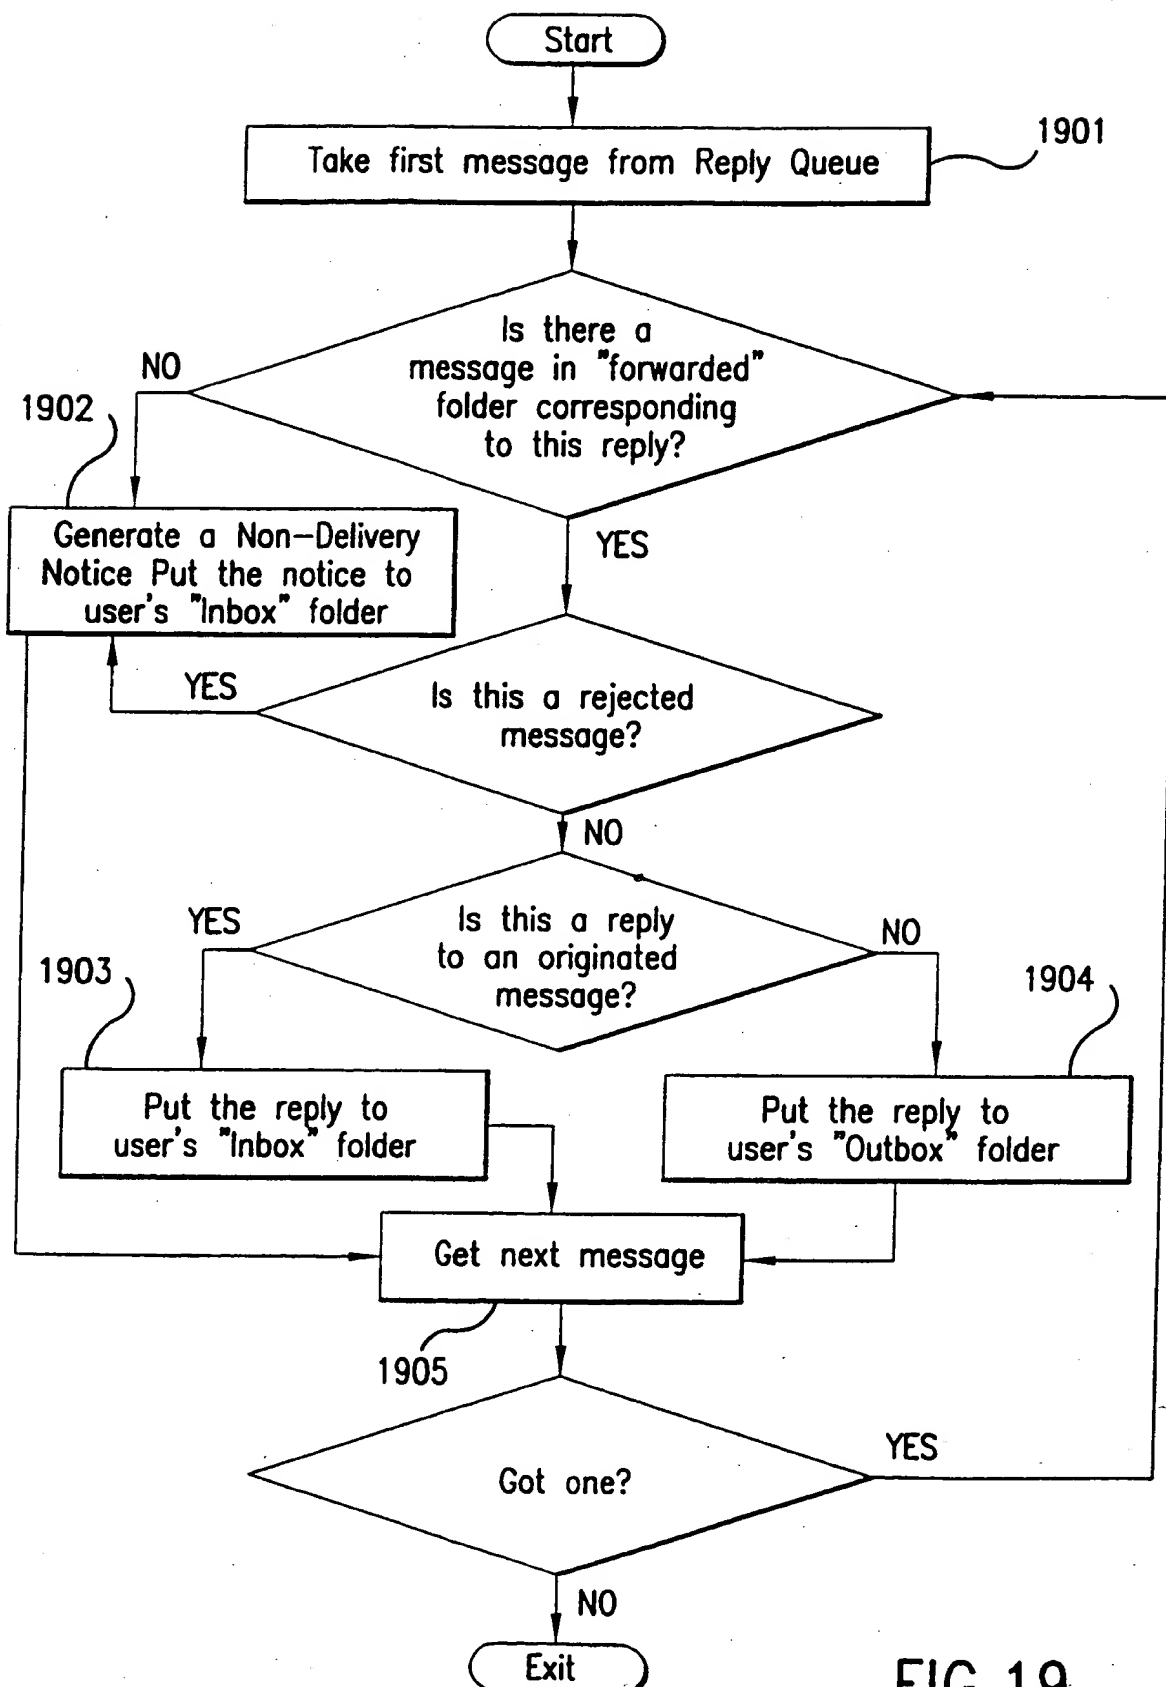 Start
1901
Take first message from Reply Queue
Is there a
message in "forwarded"
folder corresponding
to this reply?
NO
1902
YES
Generate a Non-Delivery
Notice Put the notice to
user's "Inbox" folder
YES
Is this a rejected
message?
NO
YES
Is this a reply
to an originated
message?
NO
1903
1904
Put the reply to
user's "Inbox" folder
Put the reply to
user's "Outbox" folder
Get next message
1905
Got one?
YES
NO
Exit
FIG.19